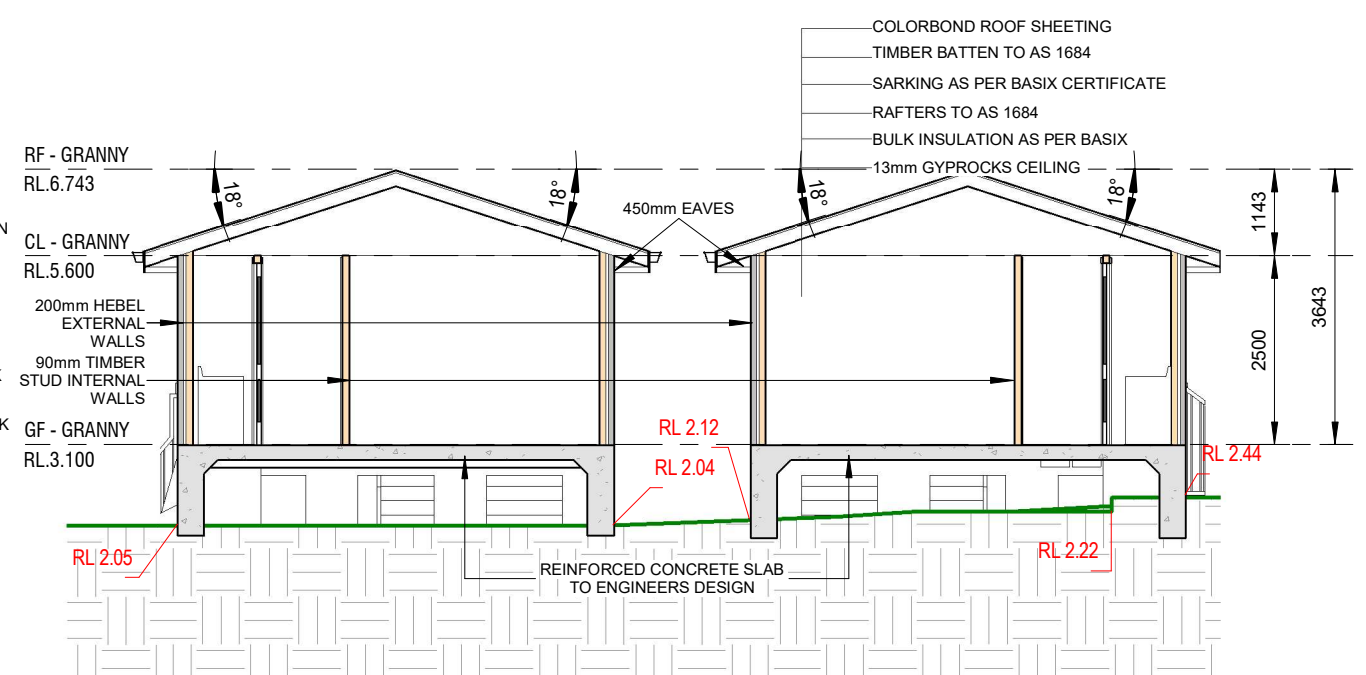 COLORBOND ROOF SHEETING
TIMBER BATTEN TO AS 1684
SARKING AS PER BASIX CERTIFICATE
RAFTERS TO AS 1684
BULK INSULATION AS PER BASIX
13mm GYPROCKS CEILING
RF - GRANNY
RL.6.743
18°
18°
18°
18°
450mm EAVES
1143
N
CL - GRANNY
RL.5.600
200mm HEBEL
EXTERNAL
WALLS
90mm TIMBER
STUD INTERNAL
WALLS
2500
3643
K
GF - GRANNY
RL.3.100
RL 2.12
RL 2.04
RL 2.44
RL 2.05
RL 2.22
REINFORCED CONCRETE SLAB
TO ENGINEERS DESIGN